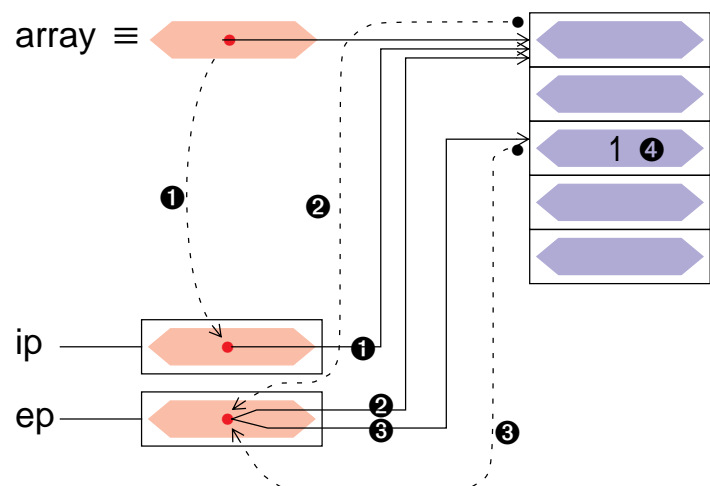 array ≡
1 ❹
❶
❷
ip
❶
ep
❷
❸
❸